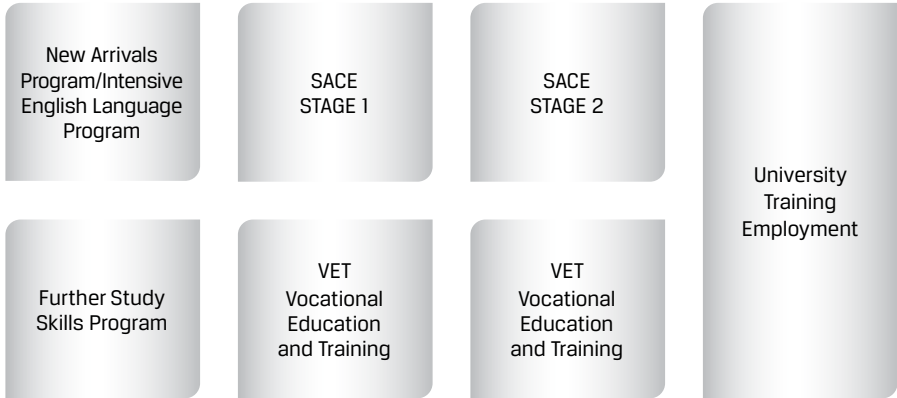 New Arrivals
Program/Intensive
English Language
Program
SACE
STAGE 1
SACE
STAGE 2
University
Training
Employment
Further Study
Skills Program
VET
Vocational
Education
and Training
VET
Vocational
Education
and Training